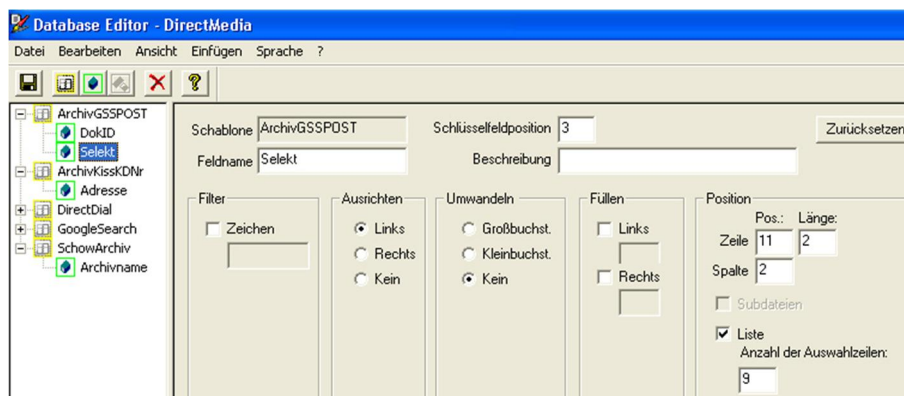 Database Editor - DirectMedia
Datei Bearbeiten Ansicht Einfügen Sprache ?
ArchivGSSPOST
DokID
Selekt
ArchivKissKDNr
Adresse
DirectDial
GoogleSearch
SchowArchiv
Archivname
Schablone ArchivGSSPOST Schlüsselfeldposition 3 Zurücksetzen
Feldname Selekt Beschreibung
Filter Ausrichten Umwandeln Füllen Position
Pos.: Länge:
Zeichen Links Großbuchst. Links Zeile 11 2
Rechts Kleinbuchst. Spalte 2
Kein Kein Rechts
Subdateien
Liste
Anzahl der Auswahlzeilen:
9